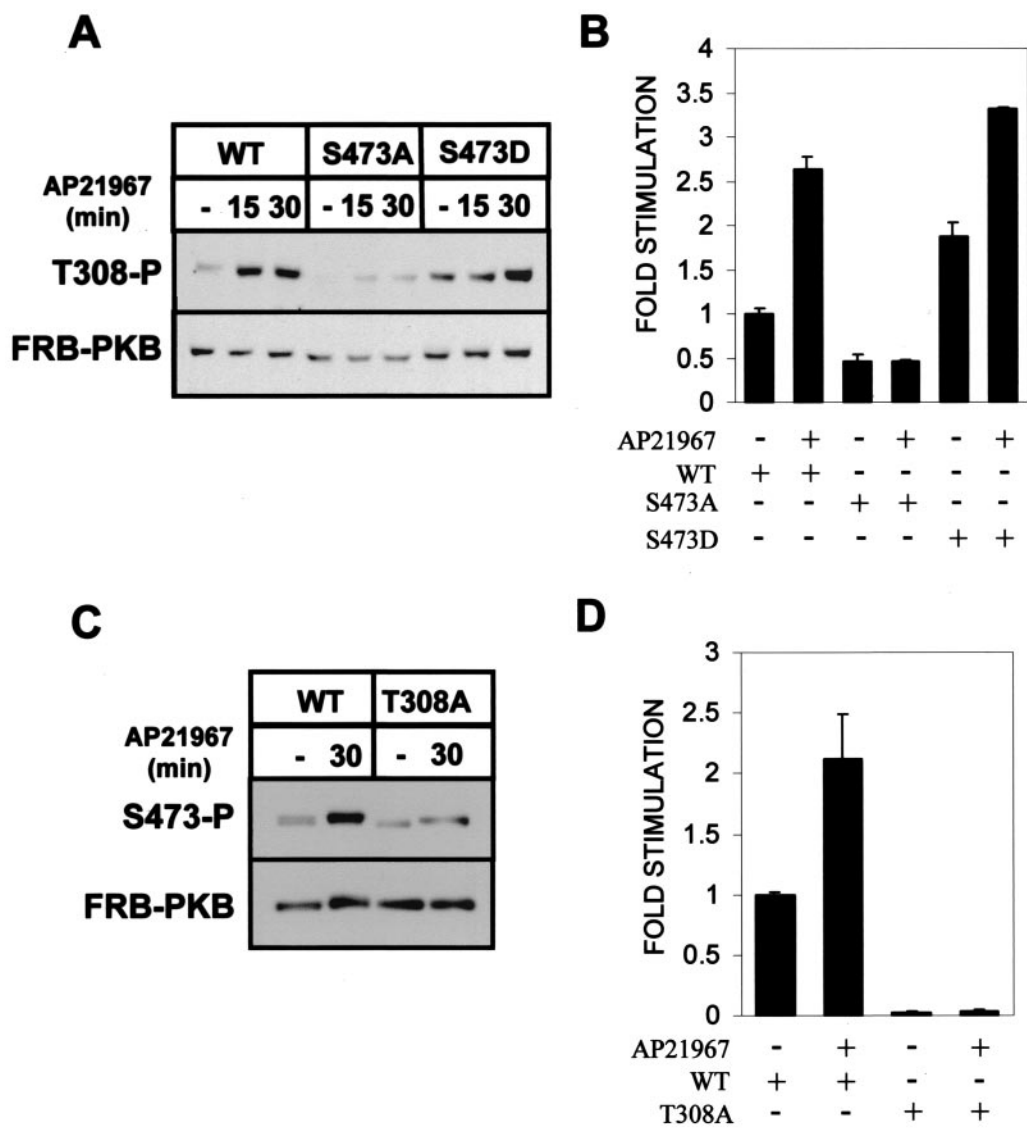 A
WT S473A S473D
AP21967 (min) - 15 30 - 15 30 - 15 30
T308-P
FRB-PKB
B
FOLD STIMULATION
4
3.5
3
2.5
2
1.5
1
0.5
0
AP21967 - + - + - +
WT + + - - - -
S473A - - + + - -
S473D - - - - + +
C
WT T308A
AP21967 (min) - 30 - 30
S473-P
FRB-PKB
D
FOLD STIMULATION
3
2.5
2
1.5
1
0.5
0
AP21967 - + - +
WT + + - -
T308A - - + +